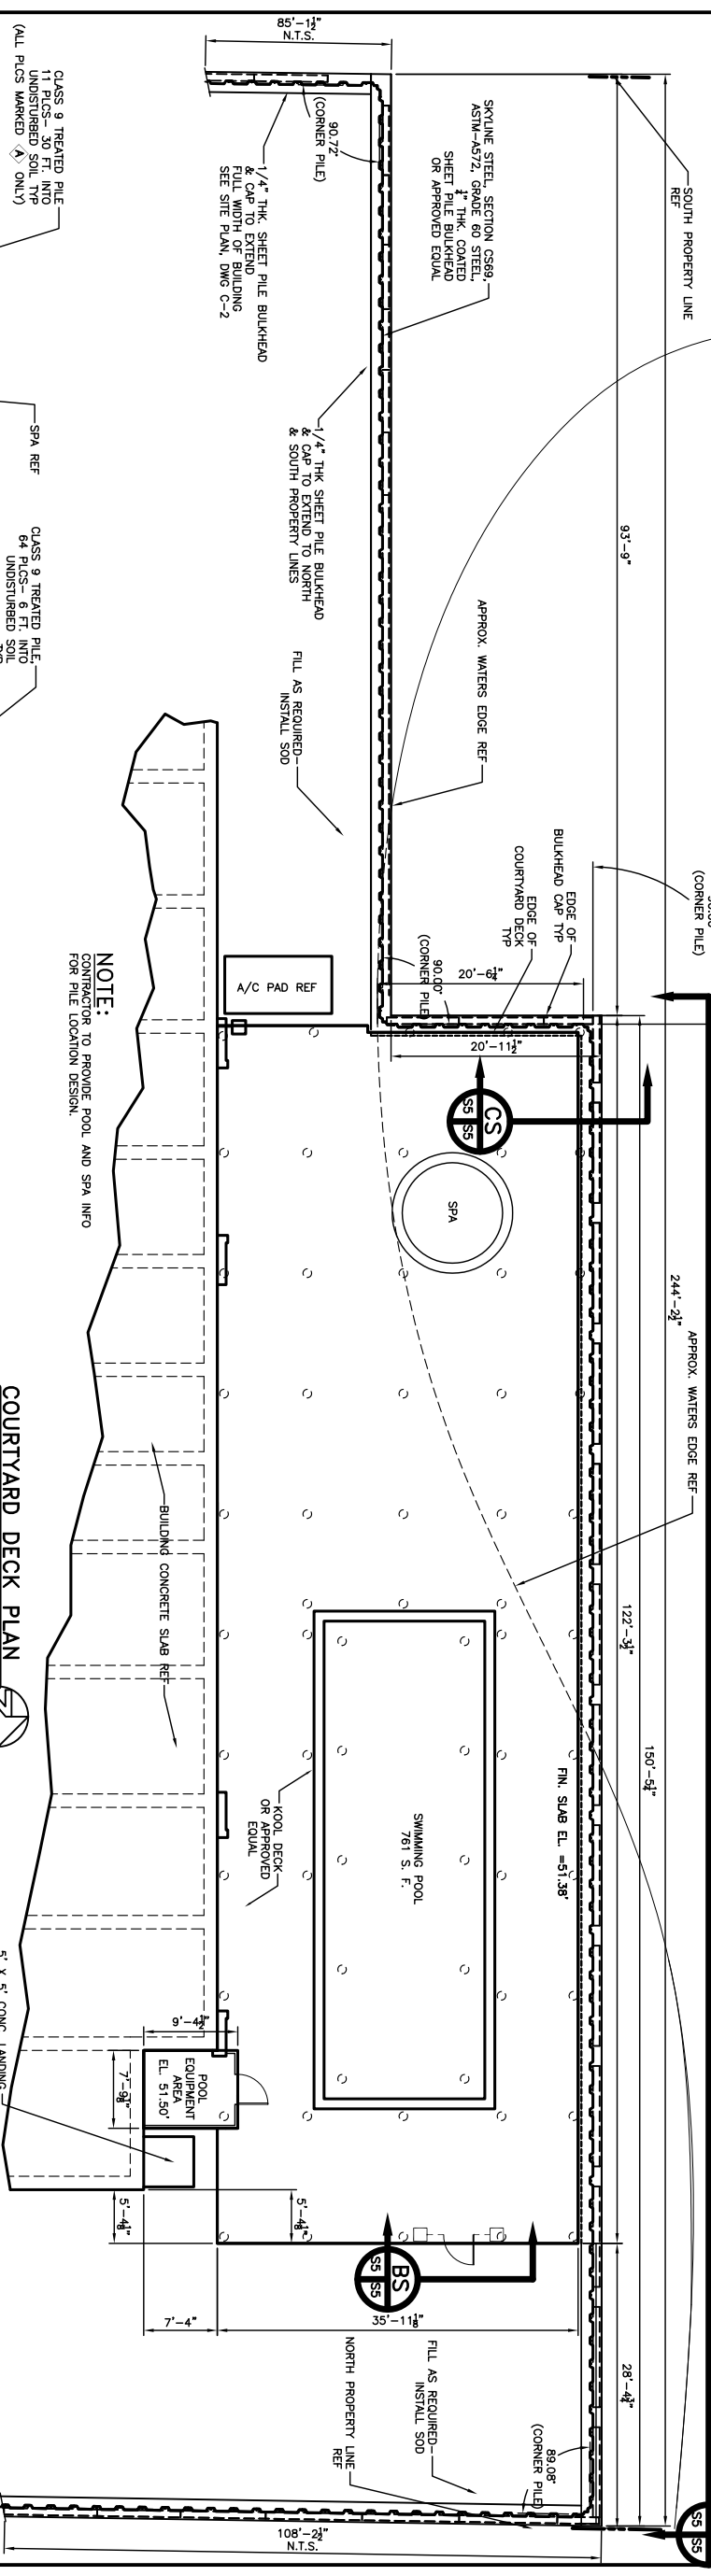 85'-1½"
N.T.S.
SOUTH PROPERTY LINE
REF
90.72°
(CORNER PILE)
SKYLINE STEEL, SECTION CS69,
ASTM-A572, GRADE 60 STEEL,
¼" THK. COATED
SHEET PILE BULKHEAD
OR APPROVED EQUAL
1/4" THK. SHEET PILE BULKHEAD
& CAP TO EXTEND
FULL WIDTH OF BUILDING
SEE SITE PLAN, DWG C-2
CLASS 9 TREATED PILE
11 PLCS- 30 FT. INTO
UNDISTURBED SOIL TYP
(ALL PLCS MARKED A ONLY)
SPA REF
CLASS 9 TREATED PILE,
64 PLCS- 6 FT. INTO
UNDISTURBED SOIL
1/4" THK SHEET PILE BULKHEAD
& CAP TO EXTEND TO NORTH
& SOUTH PROPERTY LINES
93'-9"
APPROX. WATERS EDGE REF
FILL AS REQUIRED-
INSTALL SOD
(CORNER PILE)
EDGE OF
BULKHEAD CAP TYP
EDGE OF
COURTYARD DECK
TYP
90.00°
(CORNER PILE)
20'-6¼"
20'-11½"
A/C PAD REF
NOTE:
CONTRACTOR TO PROVIDE POOL AND SPA INFO
FOR PILE LOCATION DESIGN.
CS
S5
S5
SPA
244'-2½"
APPROX. WATERS EDGE REF
122'-3½"
150'-5¼"
BUILDING CONCRETE SLAB REF
COURTYARD DECK PLAN
FIN. SLAB EL. =51.38'
SWIMMING POOL
761 S. F.
KOOL DECK
OR APPROVED
EQUAL
9'-4½"
7'-9⅛"
POOL
EQUIPMENT
AREA
EL. 51.50'
5' X 5' CONC. LANDING
5'-4⅛"
5'-4⅛"
7'-4"
35'-11⅛"
BS
S5
S5
28'-4¾"
FILL AS REQUIRED-
INSTALL SOD
NORTH PROPERTY LINE
REF
89.08°
(CORNER PILE)
108'-2½"
N.T.S.
S5
S5